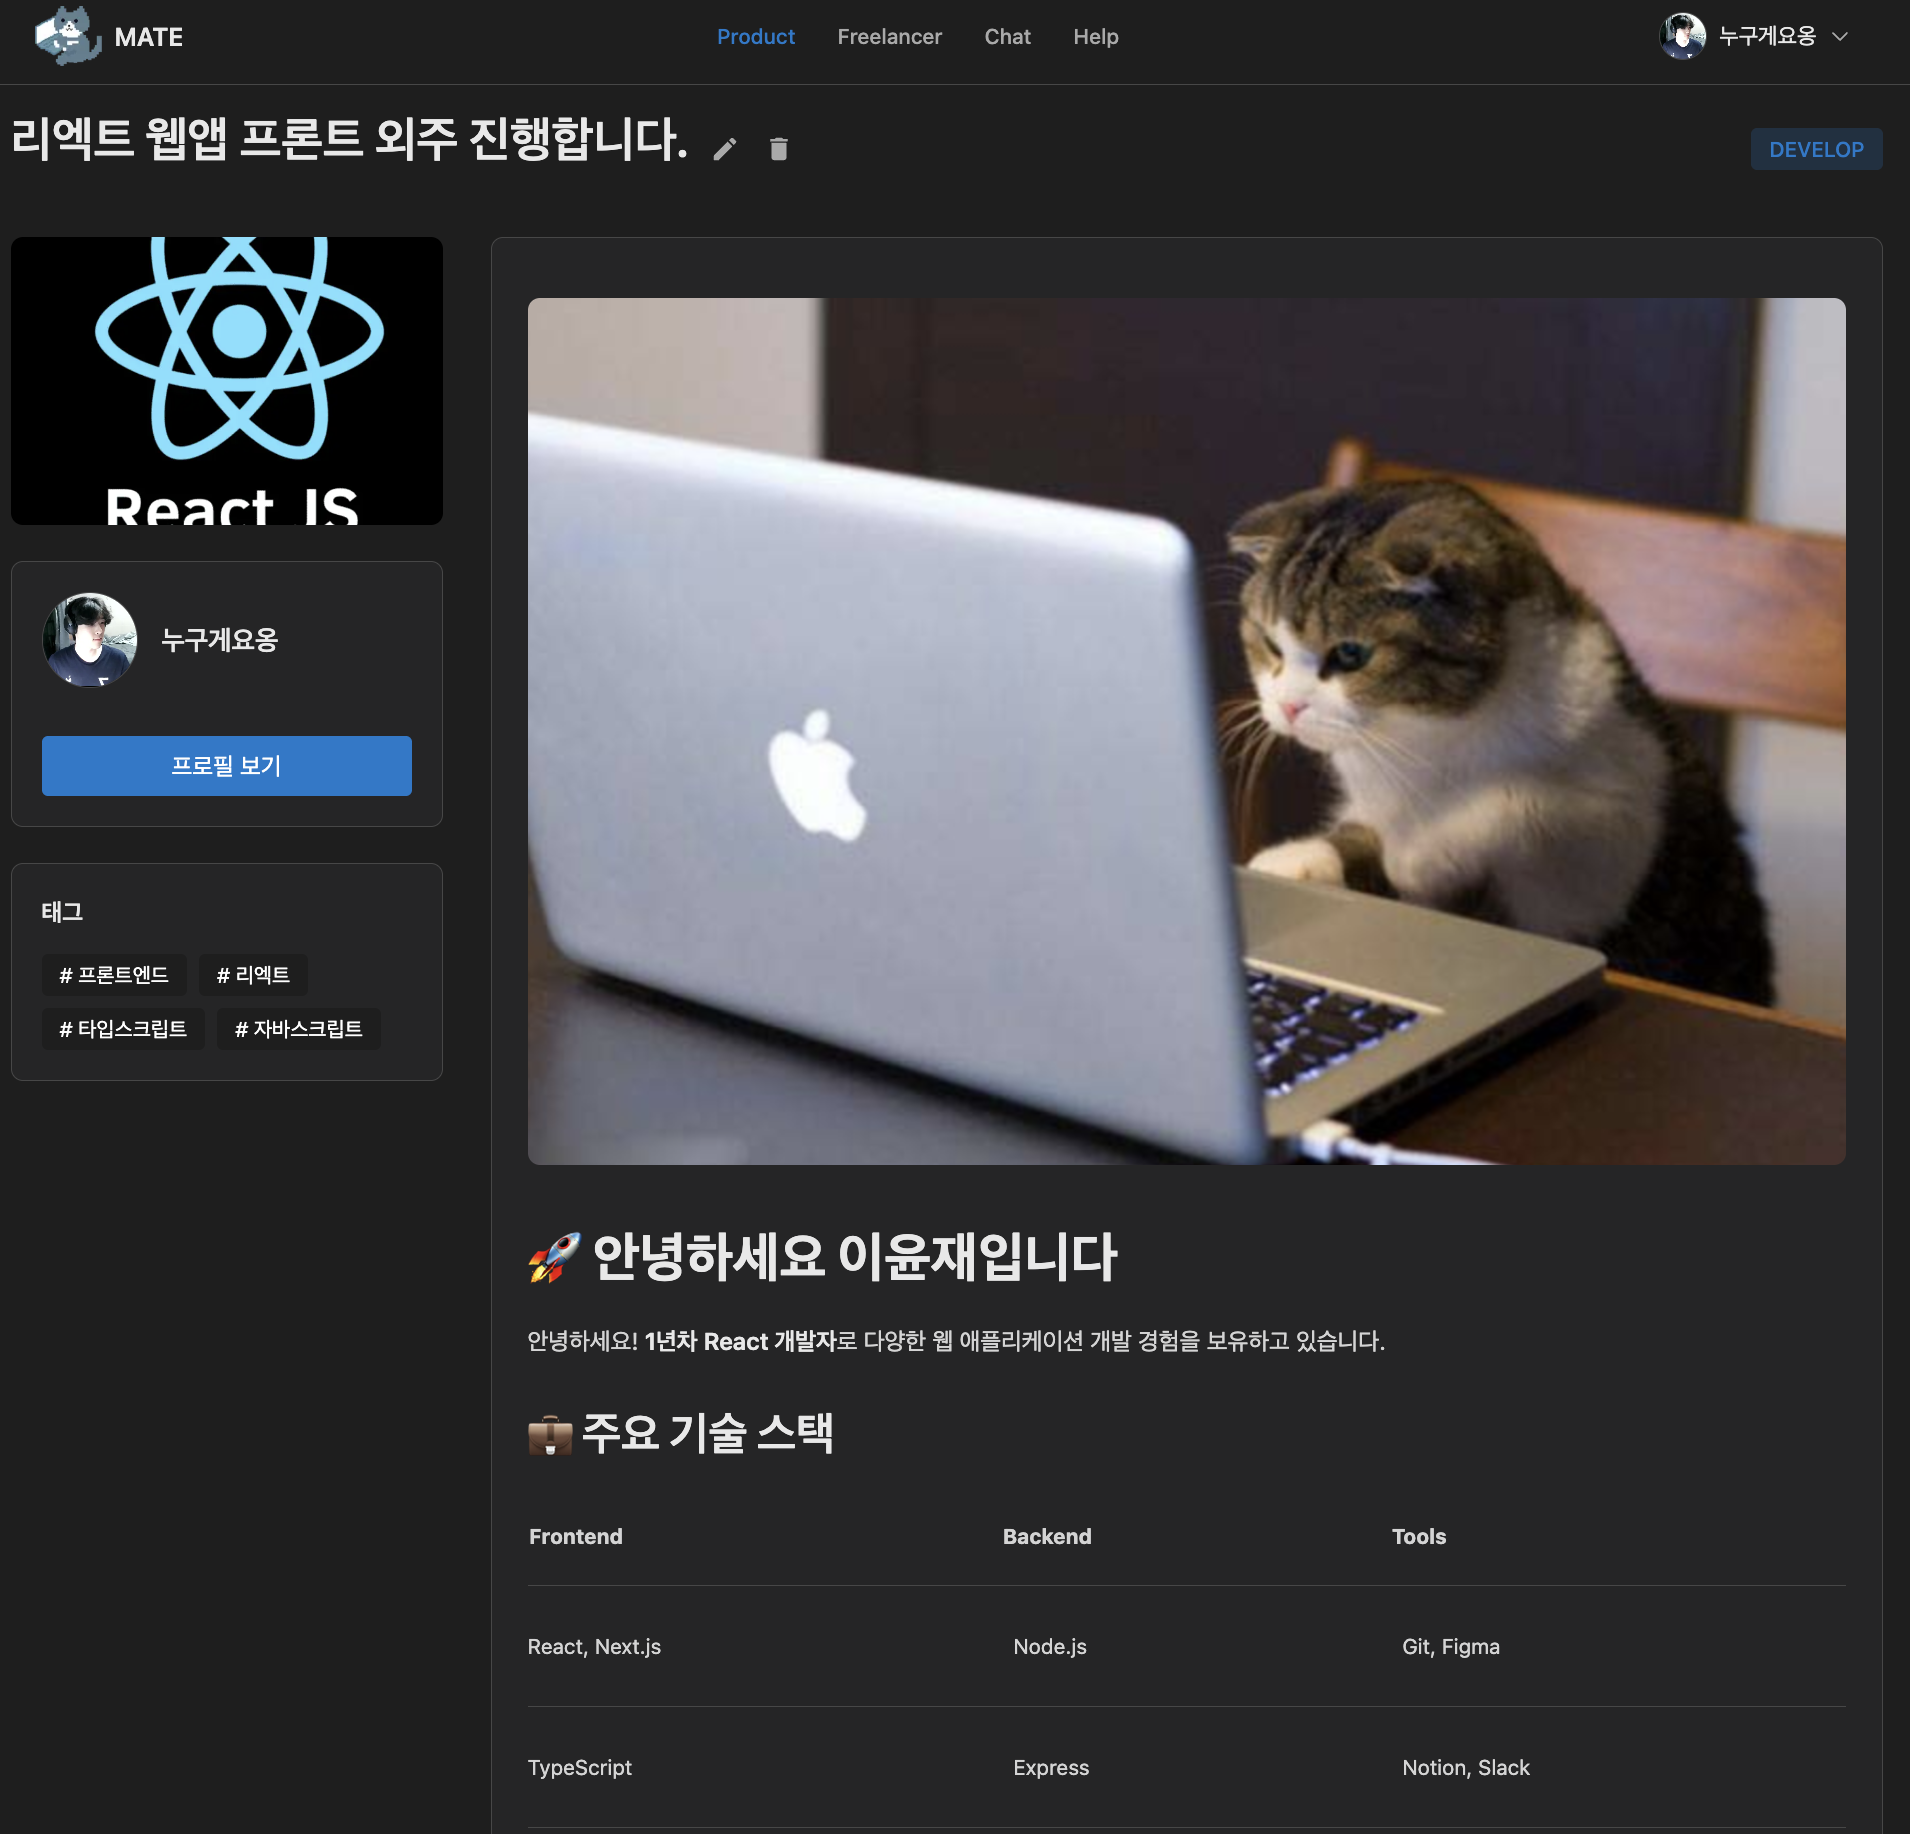 MATE
Product Freelancer Chat Help
누구게요옹
리엑트 웹앱 프론트 외주 진행합니다.
DEVELOP
React JS
누구게요옹
프로필 보기
태그
# 프론트엔드 # 리엑트
# 타입스크립트 # 자바스크립트
🚀 안녕하세요 이윤재입니다
안녕하세요! 1년차 React 개발자로 다양한 웹 애플리케이션 개발 경험을 보유하고 있습니다.
💼 주요 기술 스택
Frontend Backend Tools
React, Next.js Node.js Git, Figma
TypeScript Express Notion, Slack